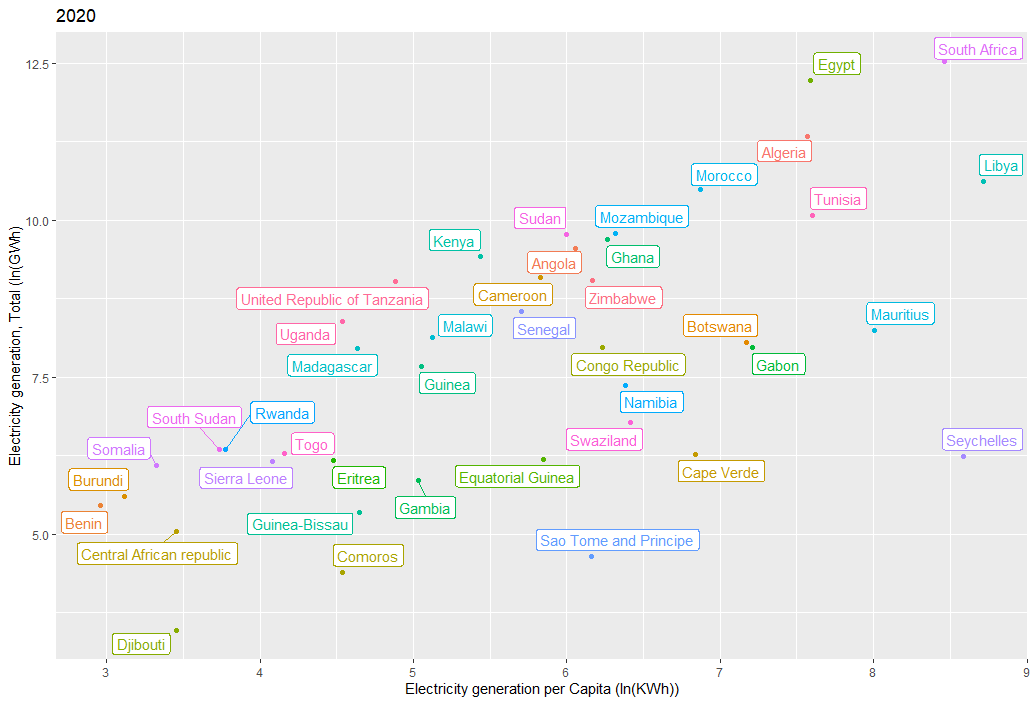 2020
South Africa
Egypt
Algeria
Libya
Morocco
Tunisia
Sudan
Mozambique
Kenya
Ghana
Angola
United Republic of Tanzania
Cameroon
Zimbabwe
Mauritius
Uganda
Malawi
Senegal
Botswana
Madagascar
Congo Republic
Gabon
Guinea
Namibia
South Sudan
Rwanda
Somalia
Togo
Swaziland
Seychelles
Burundi
Sierra Leone
Eritrea
Equatorial Guinea
Cape Verde
Gambia
Benin
Guinea-Bissau
Central African republic
Comoros
Sao Tome and Principe
Djibouti
12.5
10.0
7.5
5.0
3 4 5 6 7 8 9
Electricity generation per Capita (ln(KWh))
Electricity generation, Total (ln(GWh)